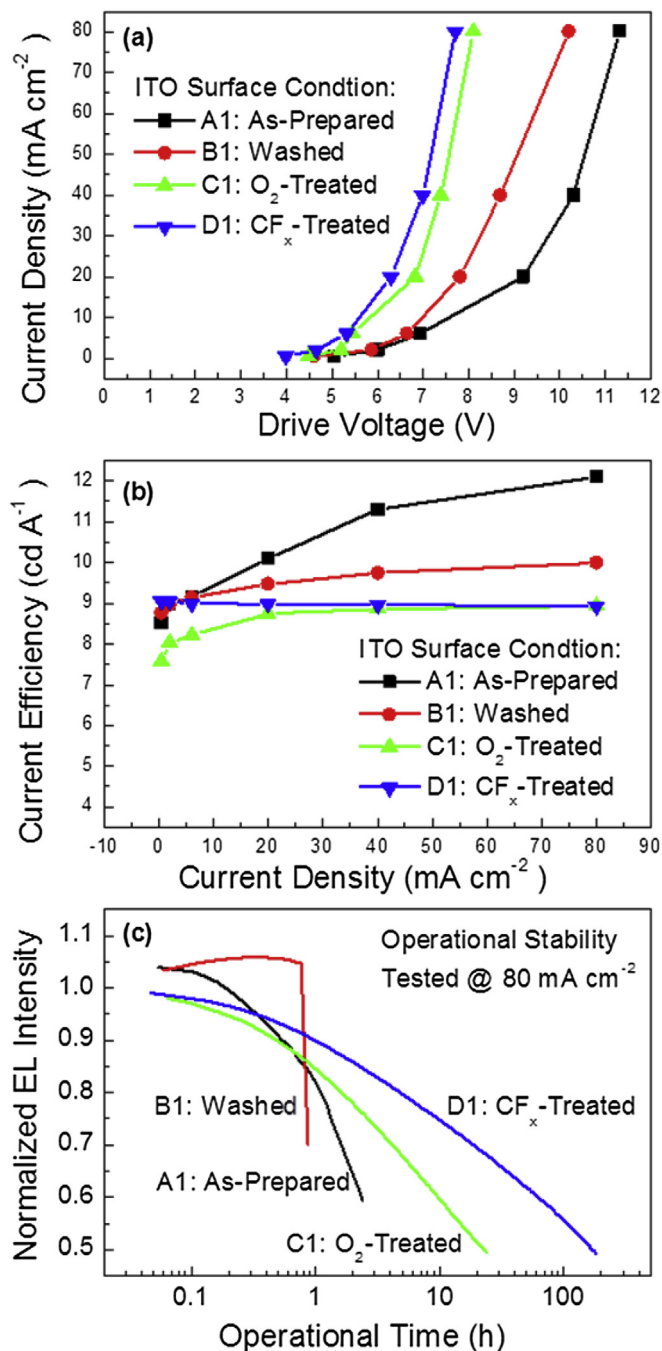 (a)
ITO Surface Condtion:
A1: As-Prepared
B1: Washed
C1: O₂-Treated
D1: CFₓ-Treated
Current Density (mA cm⁻²)
80
70
60
50
40
30
20
10
0
0 1 2 3 4 5 6 7 8 9 10 11 12
Drive Voltage (V)
(b)
Current Efficiency (cd A⁻¹)
12
11
10
9
8
7
6
5
4
ITO Surface Condtion:
A1: As-Prepared
B1: Washed
C1: O₂-Treated
D1: CFₓ-Treated
-10 0 10 20 30 40 50 60 70 80 90
Current Density (mA cm⁻² )
(c)
Operational Stability
Tested @ 80 mA cm⁻²
Normalized EL Intensity
1.1
1.0
0.9
0.8
0.7
0.6
0.5
B1: Washed
D1: CFₓ-Treated
A1: As-Prepared
C1: O₂-Treated
0.1 1 10 100
Operational Time (h)